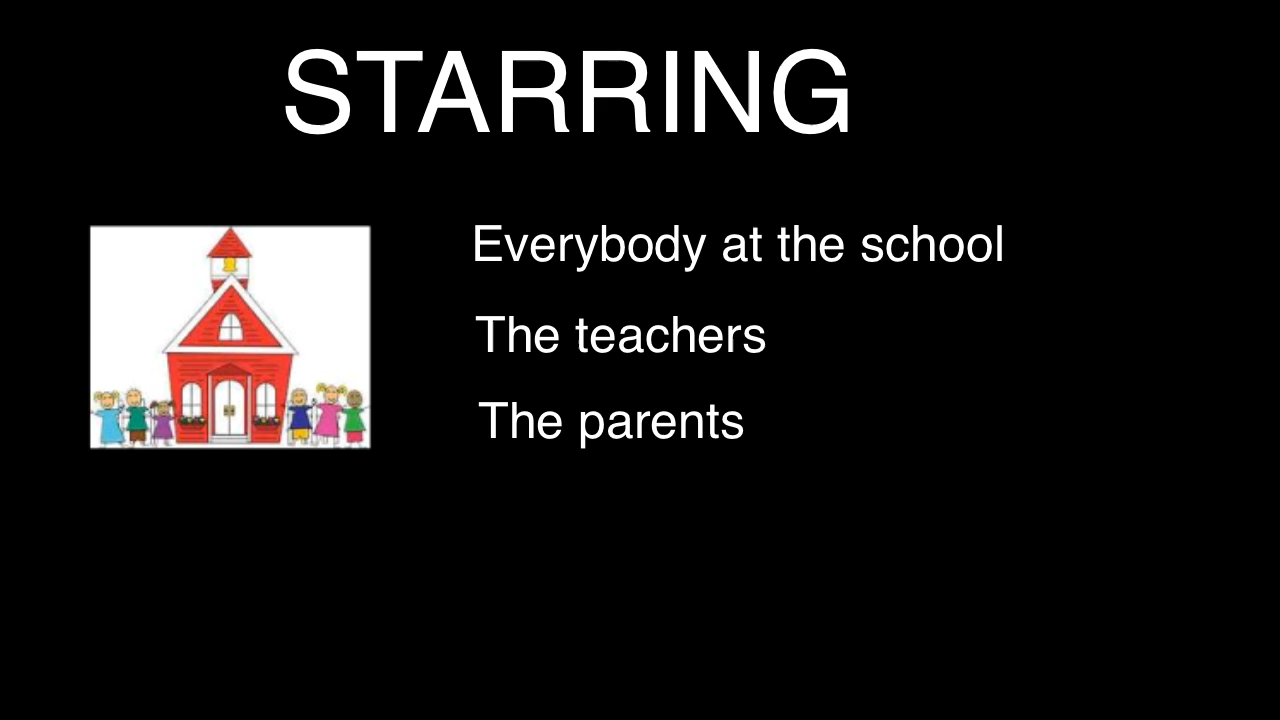 STARRING
Everybody at the school
The teachers
The parents